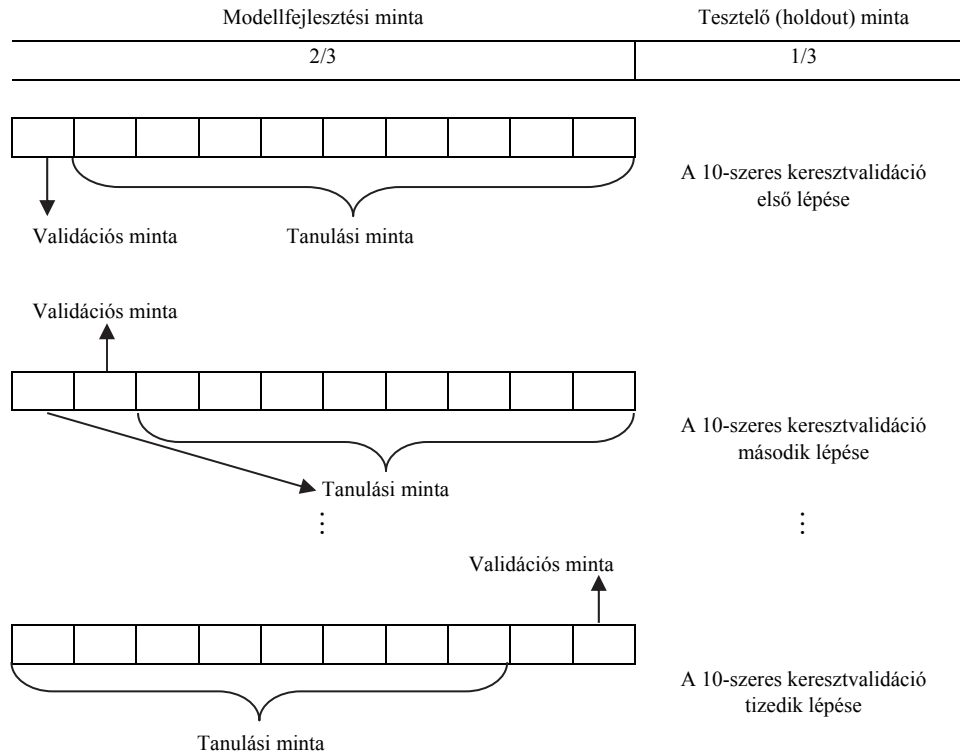 Modellfejlesztési minta
Tesztelő (holdout) minta
2/3
1/3
A 10-szeres keresztvalidáció
első lépése
Validációs minta
Tanulási minta
Validációs minta
A 10-szeres keresztvalidáció
második lépése
Tanulási minta
⋮
⋮
Validációs minta
A 10-szeres keresztvalidáció
tizedik lépése
Tanulási minta